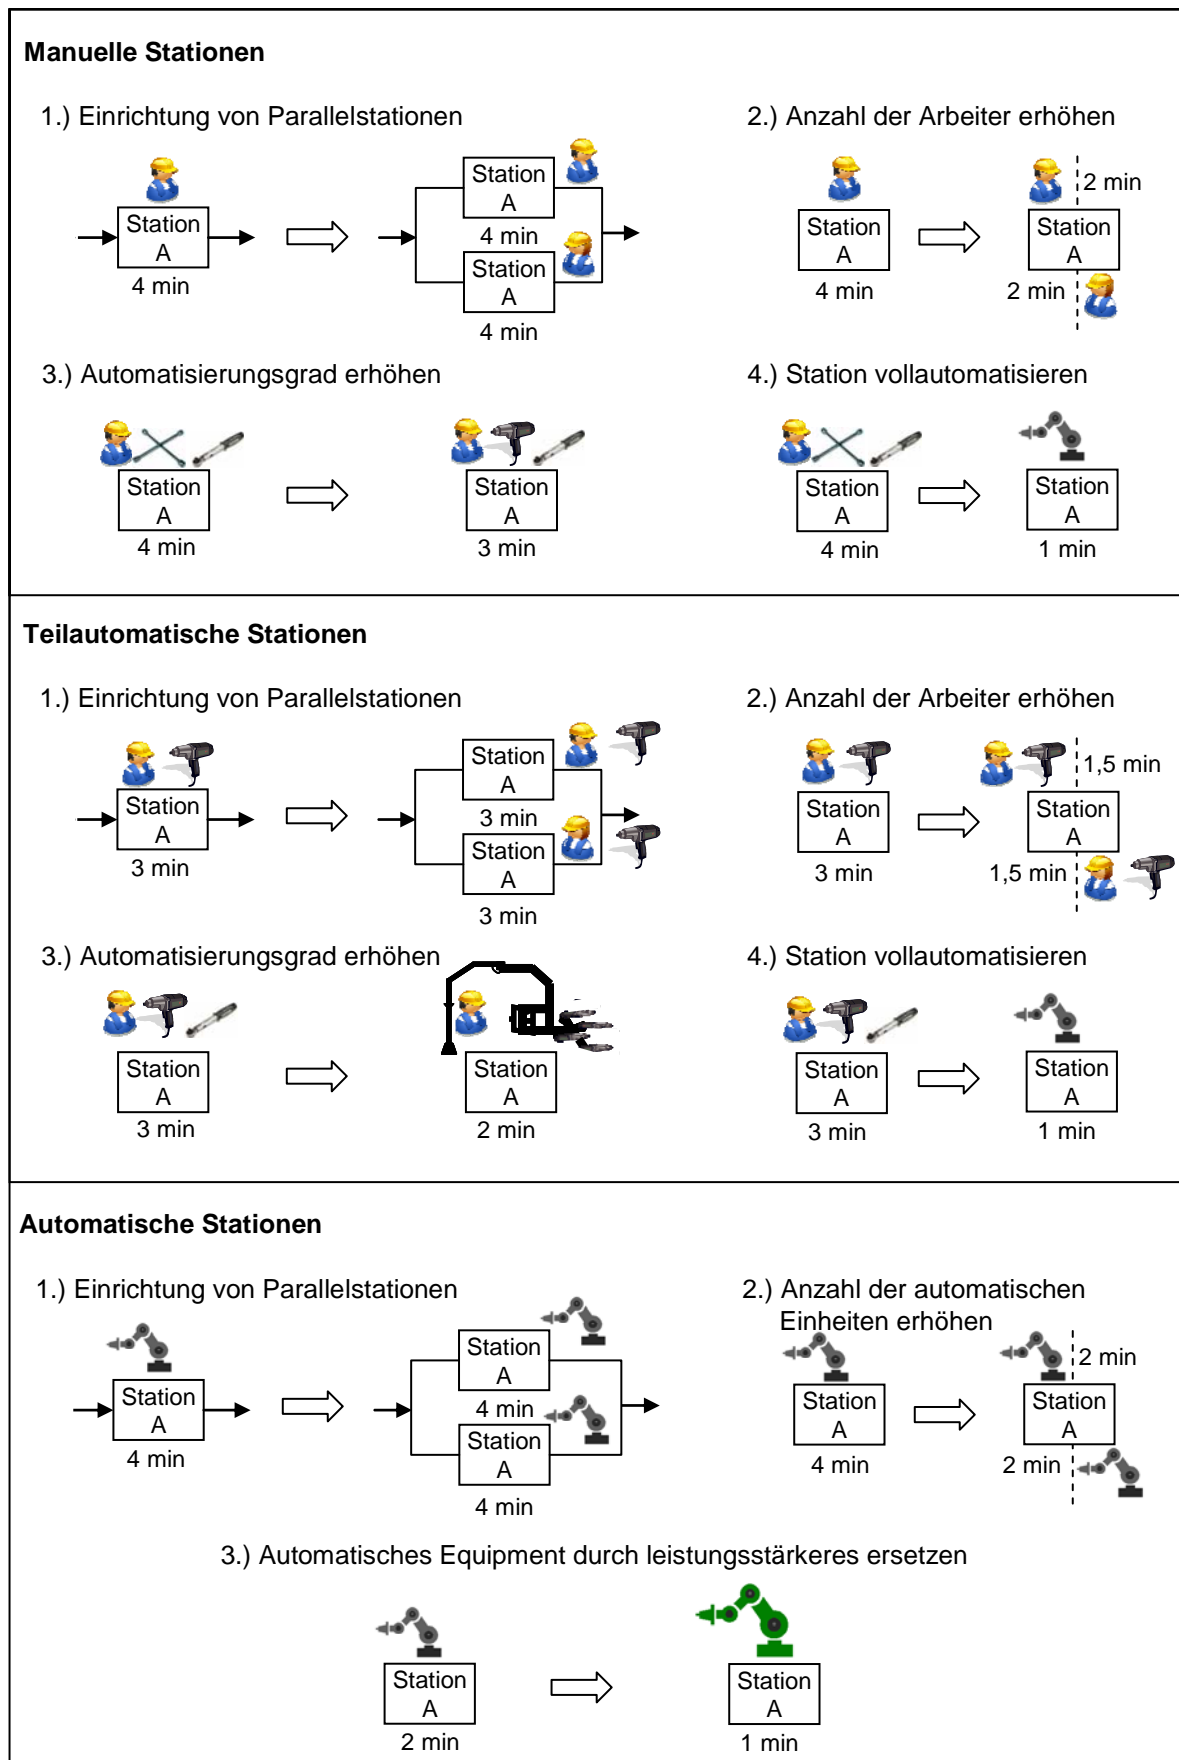 Manuelle Stationen
1.) Einrichtung von Parallelstationen
Station
A
4 min
Station
A
4 min
Station
A
4 min
2.) Anzahl der Arbeiter erhöhen
Station
A
4 min
2 min
Station
A
2 min
3.) Automatisierungsgrad erhöhen
Station
A
4 min
Station
A
3 min
4.) Station vollautomatisieren
Station
A
4 min
Station
A
1 min
Teilautomatische Stationen
1.) Einrichtung von Parallelstationen
Station
A
3 min
Station
A
3 min
Station
A
3 min
2.) Anzahl der Arbeiter erhöhen
Station
A
3 min
1,5 min
Station
A
1,5 min
3.) Automatisierungsgrad erhöhen
Station
A
3 min
Station
A
2 min
4.) Station vollautomatisieren
Station
A
3 min
Station
A
1 min
Automatische Stationen
1.) Einrichtung von Parallelstationen
Station
A
4 min
Station
A
4 min
Station
A
4 min
2.) Anzahl der automatischen
Einheiten erhöhen
Station
A
4 min
2 min
Station
A
2 min
3.) Automatisches Equipment durch leistungsstärkeres ersetzen
Station
A
2 min
Station
A
1 min